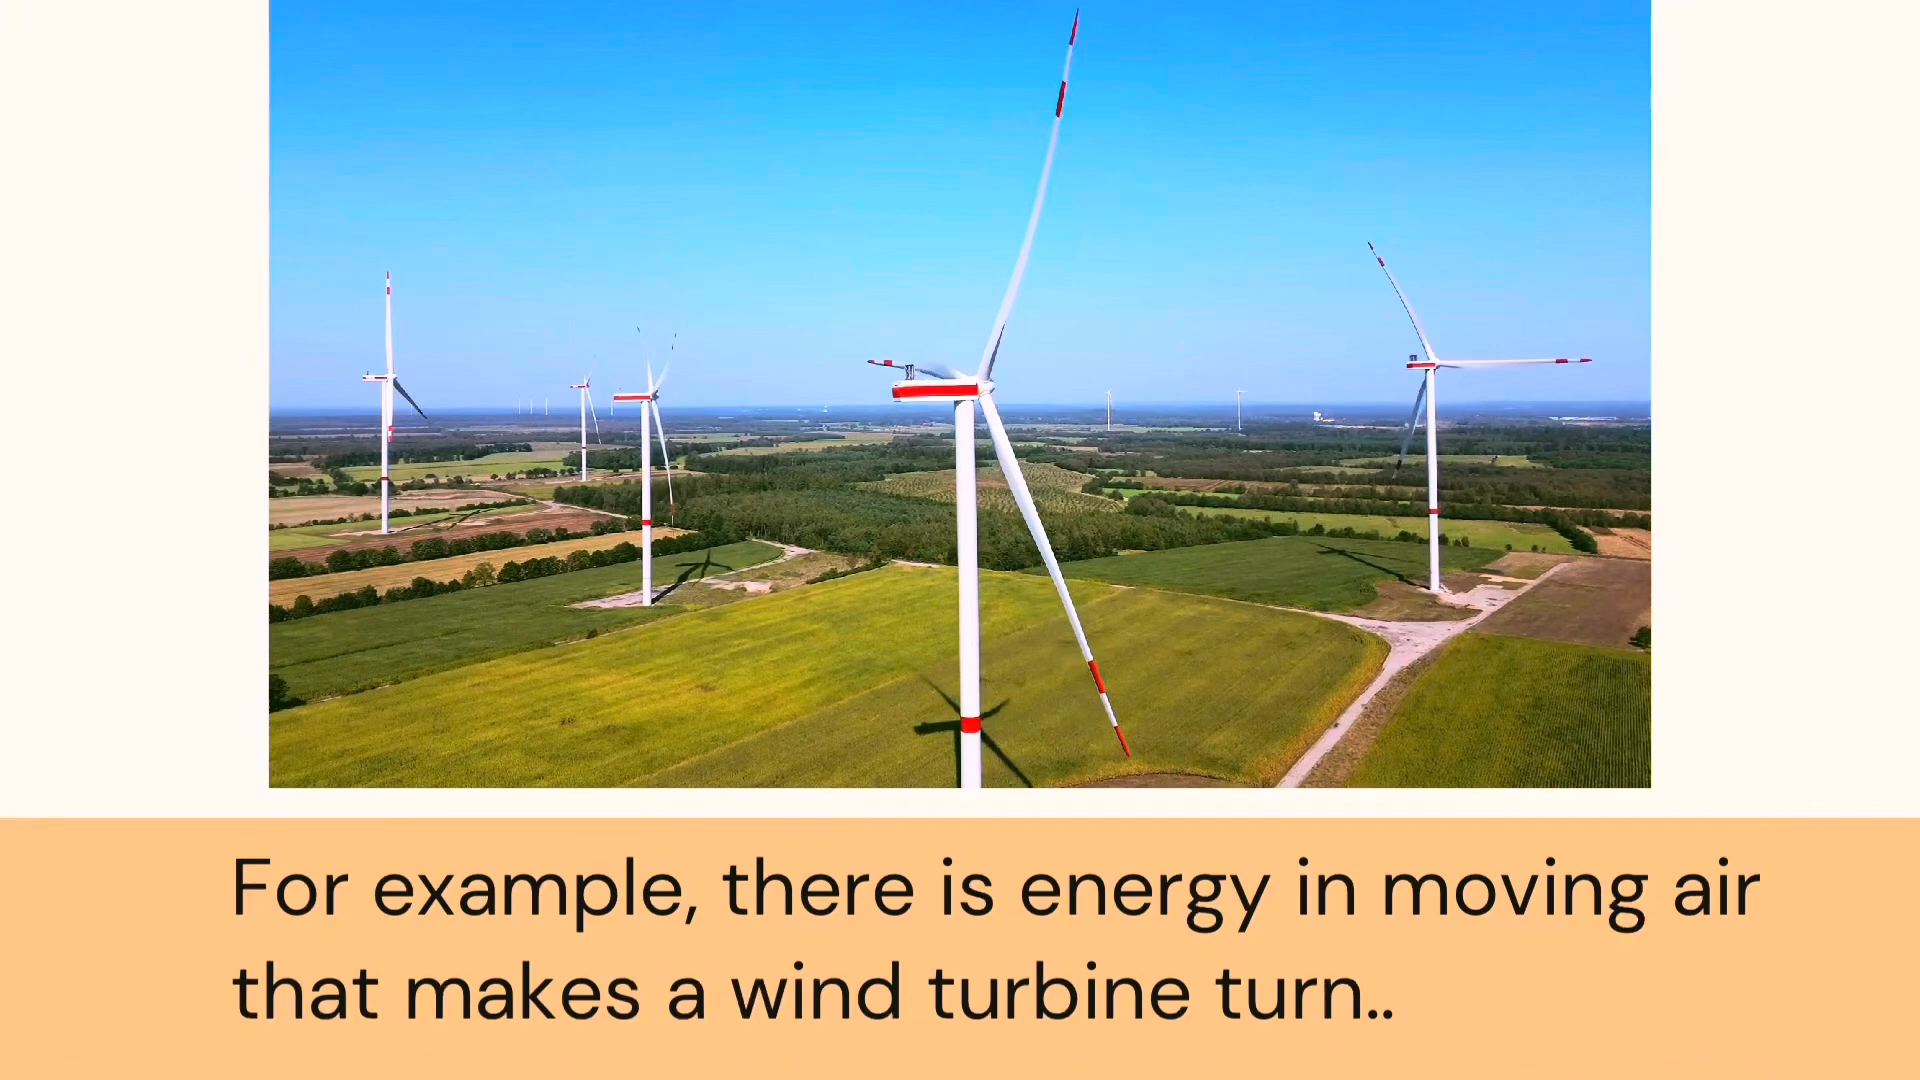 For example, there is energy in moving air
that makes a wind turbine turn..